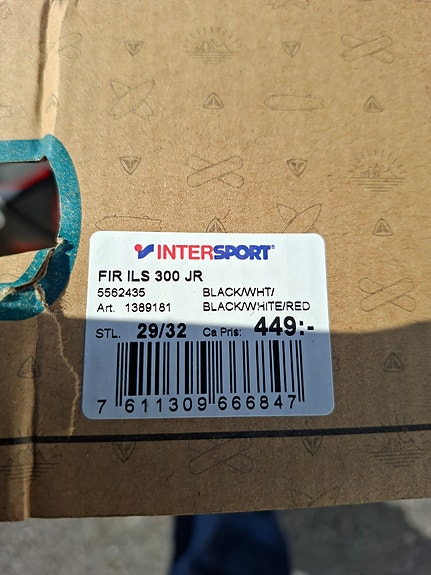 INTERSPORT
FIR ILS 300 JR
5562435 BLACK/WHT/
Art. 1389181 BLACK/WHITE/RED
STL. 29/32 Ca Pris: 449:-
7 611309 666847